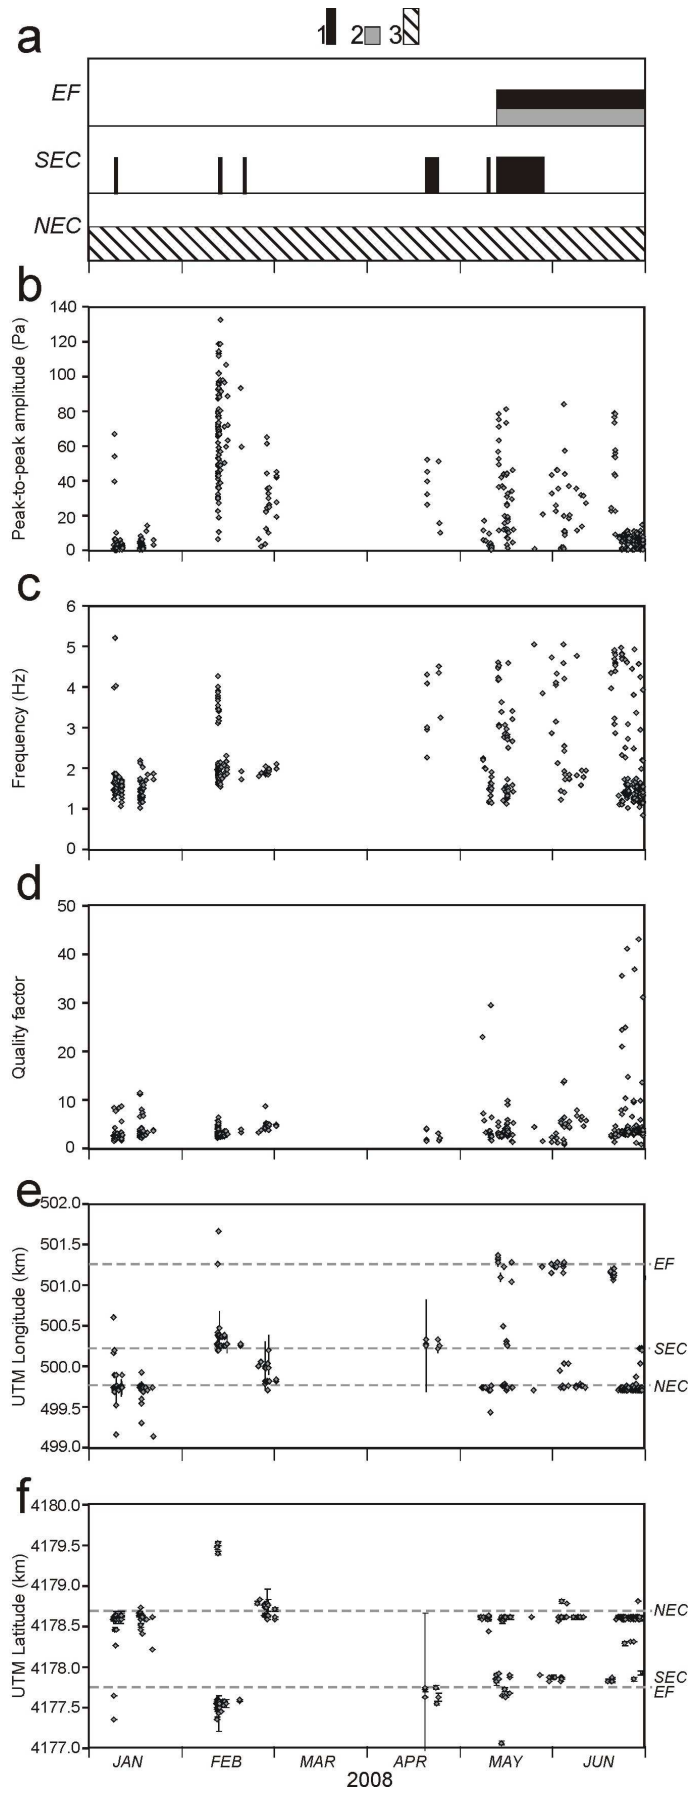 a
1 2 3
EF
SEC
NEC
b
Peak-to-peak amplitude (Pa)
140
120
100
80
60
40
20
0
c
Frequency (Hz)
6
5
4
3
2
1
0
d
Quality factor
50
40
30
20
10
0
e
UTM Longitude (km)
502.0
501.5
501.0
500.5
500.0
499.5
499.0
EF
SEC
NEC
f
UTM Latitude (km)
4180.0
4179.5
4179.0
4178.5
4178.0
4177.5
4177.0
NEC
SEC
EF
JAN FEB MAR APR MAY JUN
2008